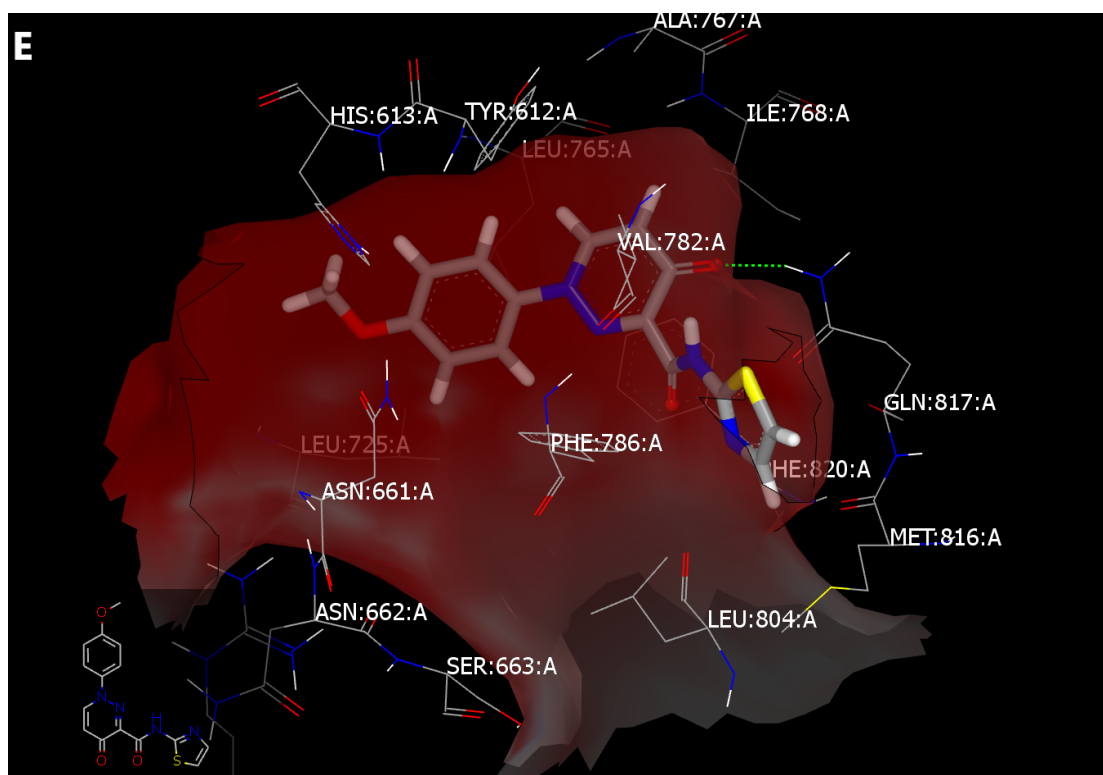 E
ALA:767:A
HIS:613:A
TYR:612:A
ILE:768:A
LEU:765:A
VAL:782:A
GLN:817:A
LEU:725:A
PHE:786:A
HE:820:A
ASN:661:A
MET:816:A
ASN:662:A
LEU:804:A
SER:663:A
O
N
N
H
N
N
O
O
S